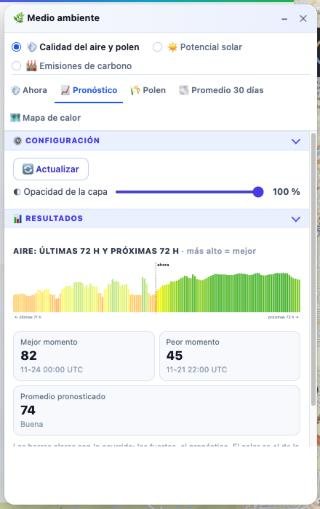 Medio ambiente
Calidad del aire y polen
Potencial solar
Emisiones de carbono
Ahora
Pronóstico
Polen
Promedio 30 días
Mapa de calor
CONFIGURACIÓN
Actualizar
Opacidad de la capa
100 %
RESULTADOS
AIRE: ÚLTIMAS 72 H Y PRÓXIMAS 72 H · más alto = mejor
ahora
próximas 72 H →
Mejor momento
82
11-24 00:00 UTC
Peor momento
45
11-21 22:00 UTC
Promedio pronosticado
74
Buena